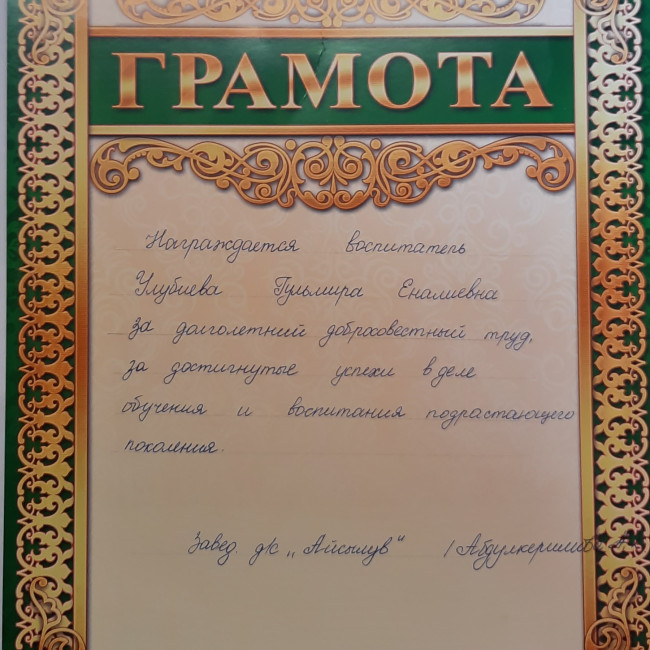 ГРАМОТА
Награждается воспитатель
Улубиева Гульмира Еналиевна
за долголетний добросовестный труд,
за достигнутые успехи в деле
обучения и воспитания подрастающего
поколения.
Завед. д/с „Айсылув" /Абдулкеримова